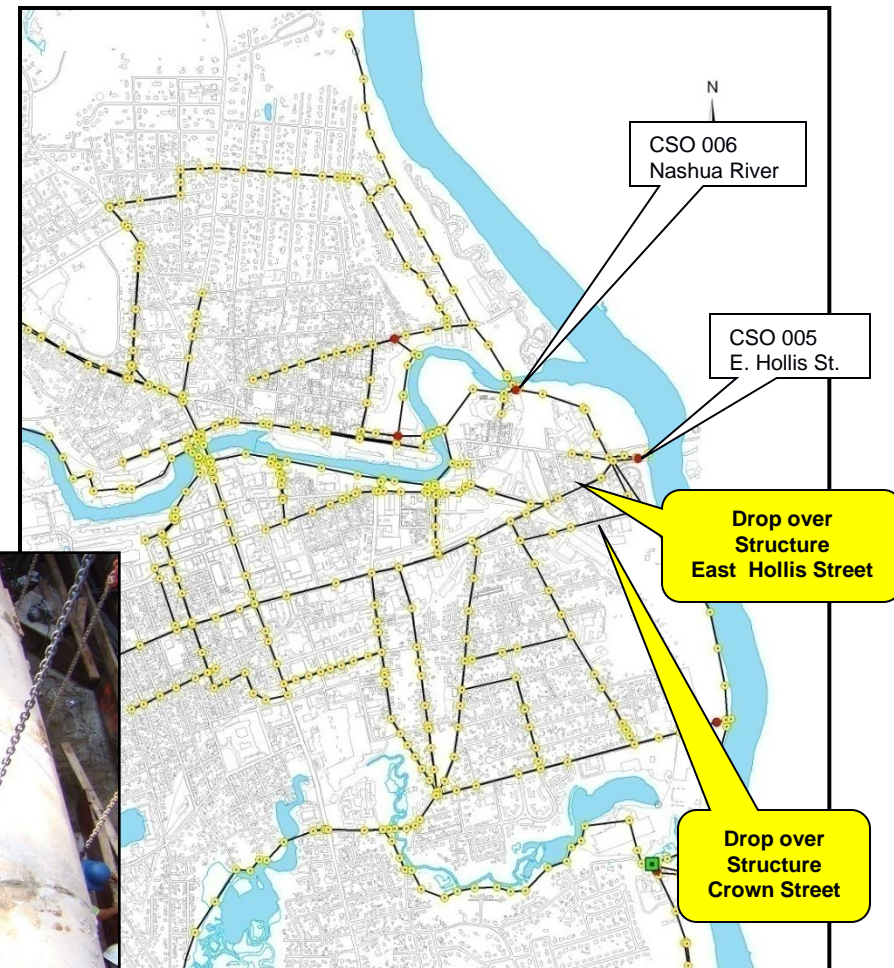 N
CSO 006
Nashua River
CSO 005
E. Hollis St.
Drop over
Structure
East Hollis Street
Drop over
Structure
Crown Street